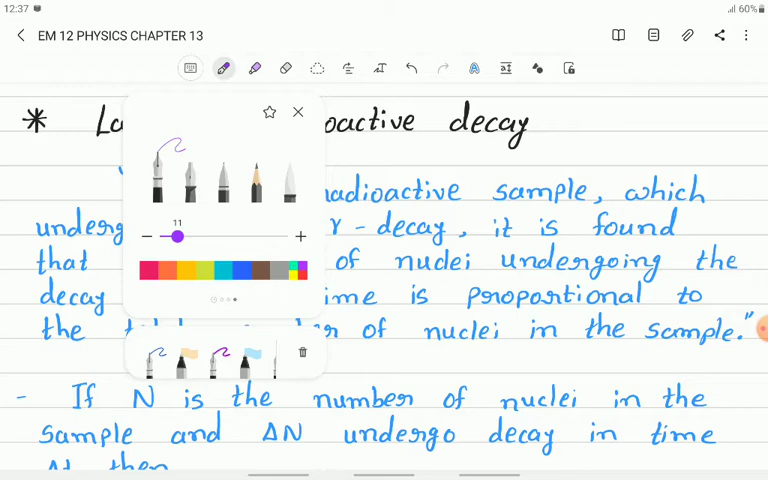 12:37 60%
EM 12 PHYSICS CHAPTER 13
* La oactive decay
radioactive sample, which
underg γ - decay, it is found
that of nuclei undergoing the
decay ime is proportional to
the of nuclei in the sample."
11
- If N is the number of nuclei in the
sample and ΔN undergo decay in time
Δt then